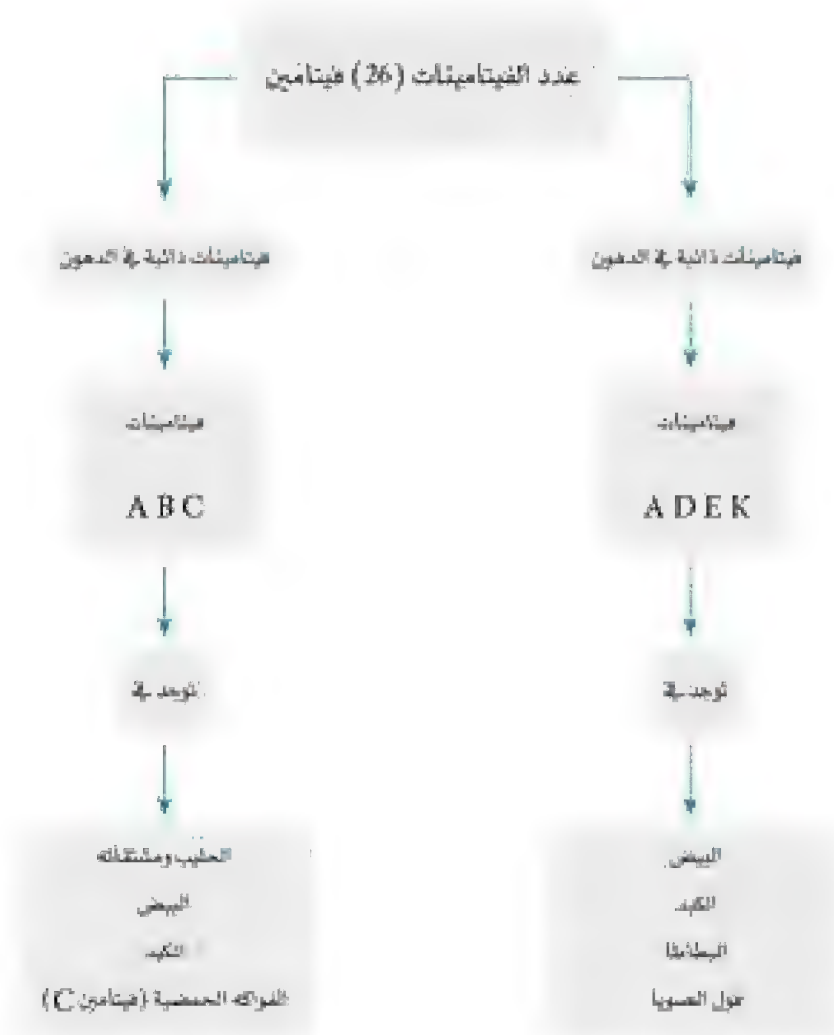 عدد الفيتامينات (26) فيتامين
فيتامينات ذائبة في الدهون
فيتامينات
A D E K
توجد في
البيض
الكبد
البطاطا
فول الصويا
فيتامينات ذائبة في الدهون
فيتامينات
A B C
توجد في
الحليب ومشتقاته
البيض
الكبد
الفواكه الحمضية (فيتامين C)